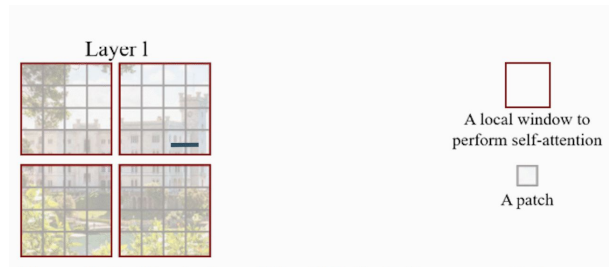 Layer l
A local window to
perform self-attention
A patch